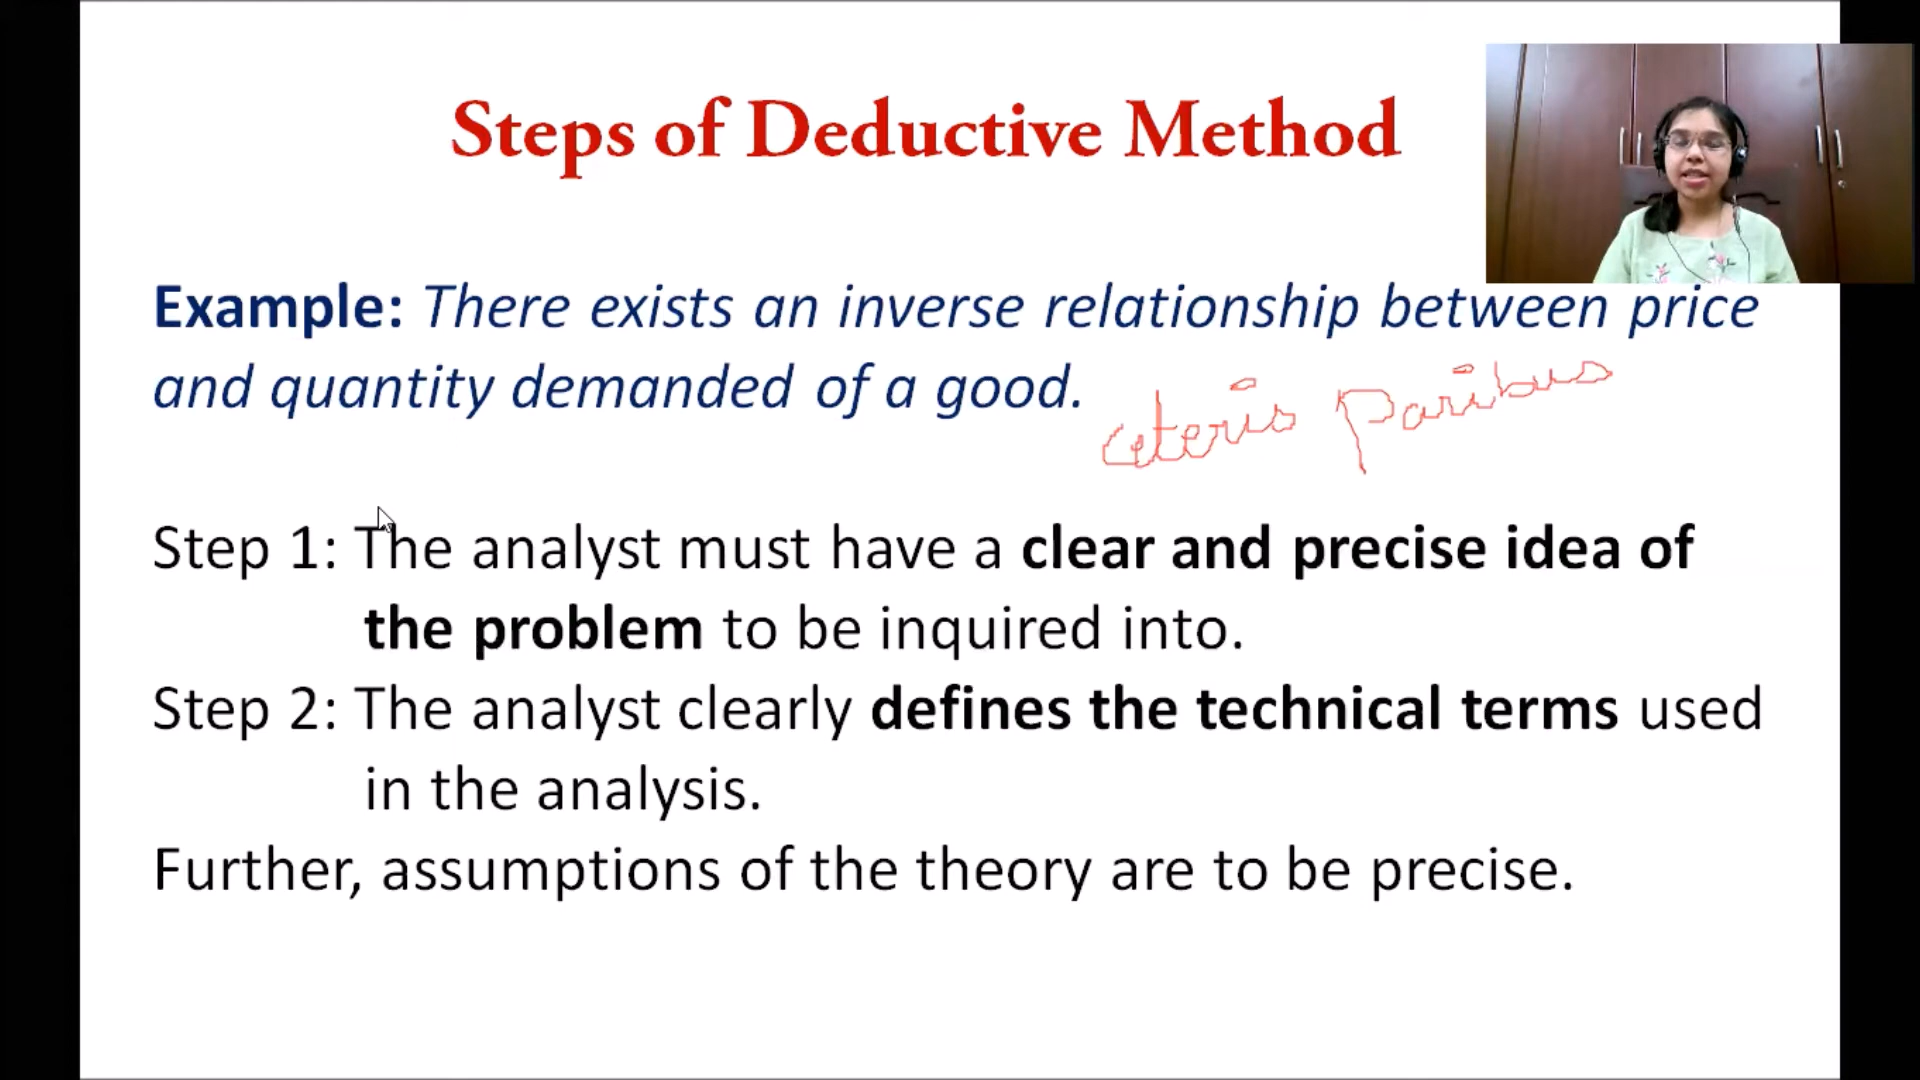 Steps of Deductive Method
Example: There exists an inverse relationship between price
and quantity demanded of a good.
Ceteris Paribus
Step 1: The analyst must have a clear and precise idea of
the problem to be inquired into.
Step 2: The analyst clearly defines the technical terms used
in the analysis.
Further, assumptions of the theory are to be precise.